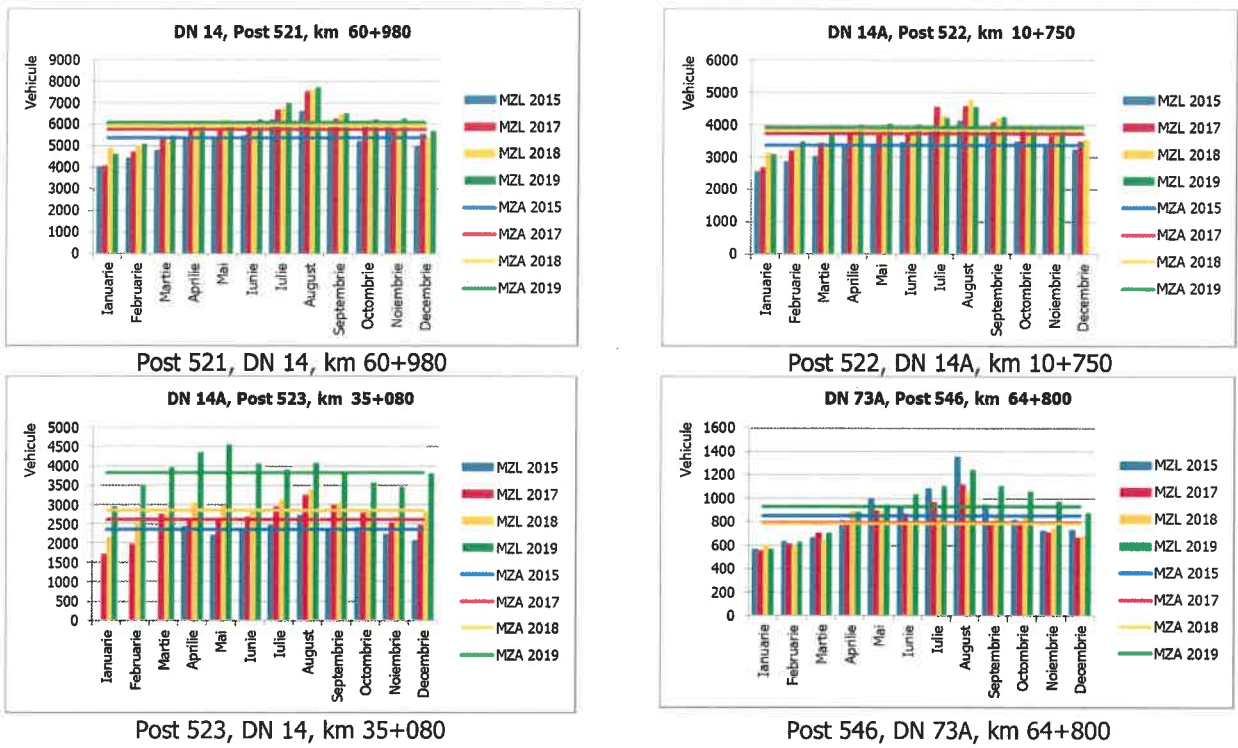 DN 14, Post 521, km 60+980
Vehicule
9000
8000
7000
6000
5000
4000
3000
2000
1000
0
Ianuarie
Februarie
Martie
Aprilie
Mai
Iunie
Iulie
August
Septembrie
Octombrie
Noiembrie
Decembrie
MZL 2015
MZL 2017
MZL 2018
MZL 2019
MZA 2015
MZA 2017
MZA 2018
MZA 2019
Post 521, DN 14, km 60+980
DN 14A, Post 522, km 10+750
Vehicule
6000
5000
4000
3000
2000
1000
0
Ianuarie
Februarie
Martie
Aprilie
Mai
Iunie
Iulie
August
Septembrie
Octombrie
Noiembrie
Decembrie
MZL 2015
MZL 2017
MZL 2018
MZL 2019
MZA 2015
MZA 2017
MZA 2018
MZA 2019
Post 522, DN 14A, km 10+750
DN 14A, Post 523, km 35+080
Vehicule
5000
4500
4000
3500
3000
2500
2000
1500
1000
500
0
Ianuarie
Februarie
Martie
Aprilie
Mai
Iunie
Iulie
August
Septembrie
Octombrie
Noiembrie
Decembrie
MZL 2015
MZL 2017
MZL 2018
MZL 2019
MZA 2015
MZA 2017
MZA 2018
MZA 2019
Post 523, DN 14, km 35+080
DN 73A, Post 546, km 64+800
Vehicule
1600
1400
1200
1000
800
600
400
200
0
Ianuarie
Februarie
Martie
Aprilie
Mai
Iunie
Iulie
August
Septembrie
Octombrie
Noiembrie
Decembrie
MZL 2015
MZL 2017
MZL 2018
MZL 2019
MZA 2015
MZA 2017
MZA 2018
MZA 2019
Post 546, DN 73A, km 64+800